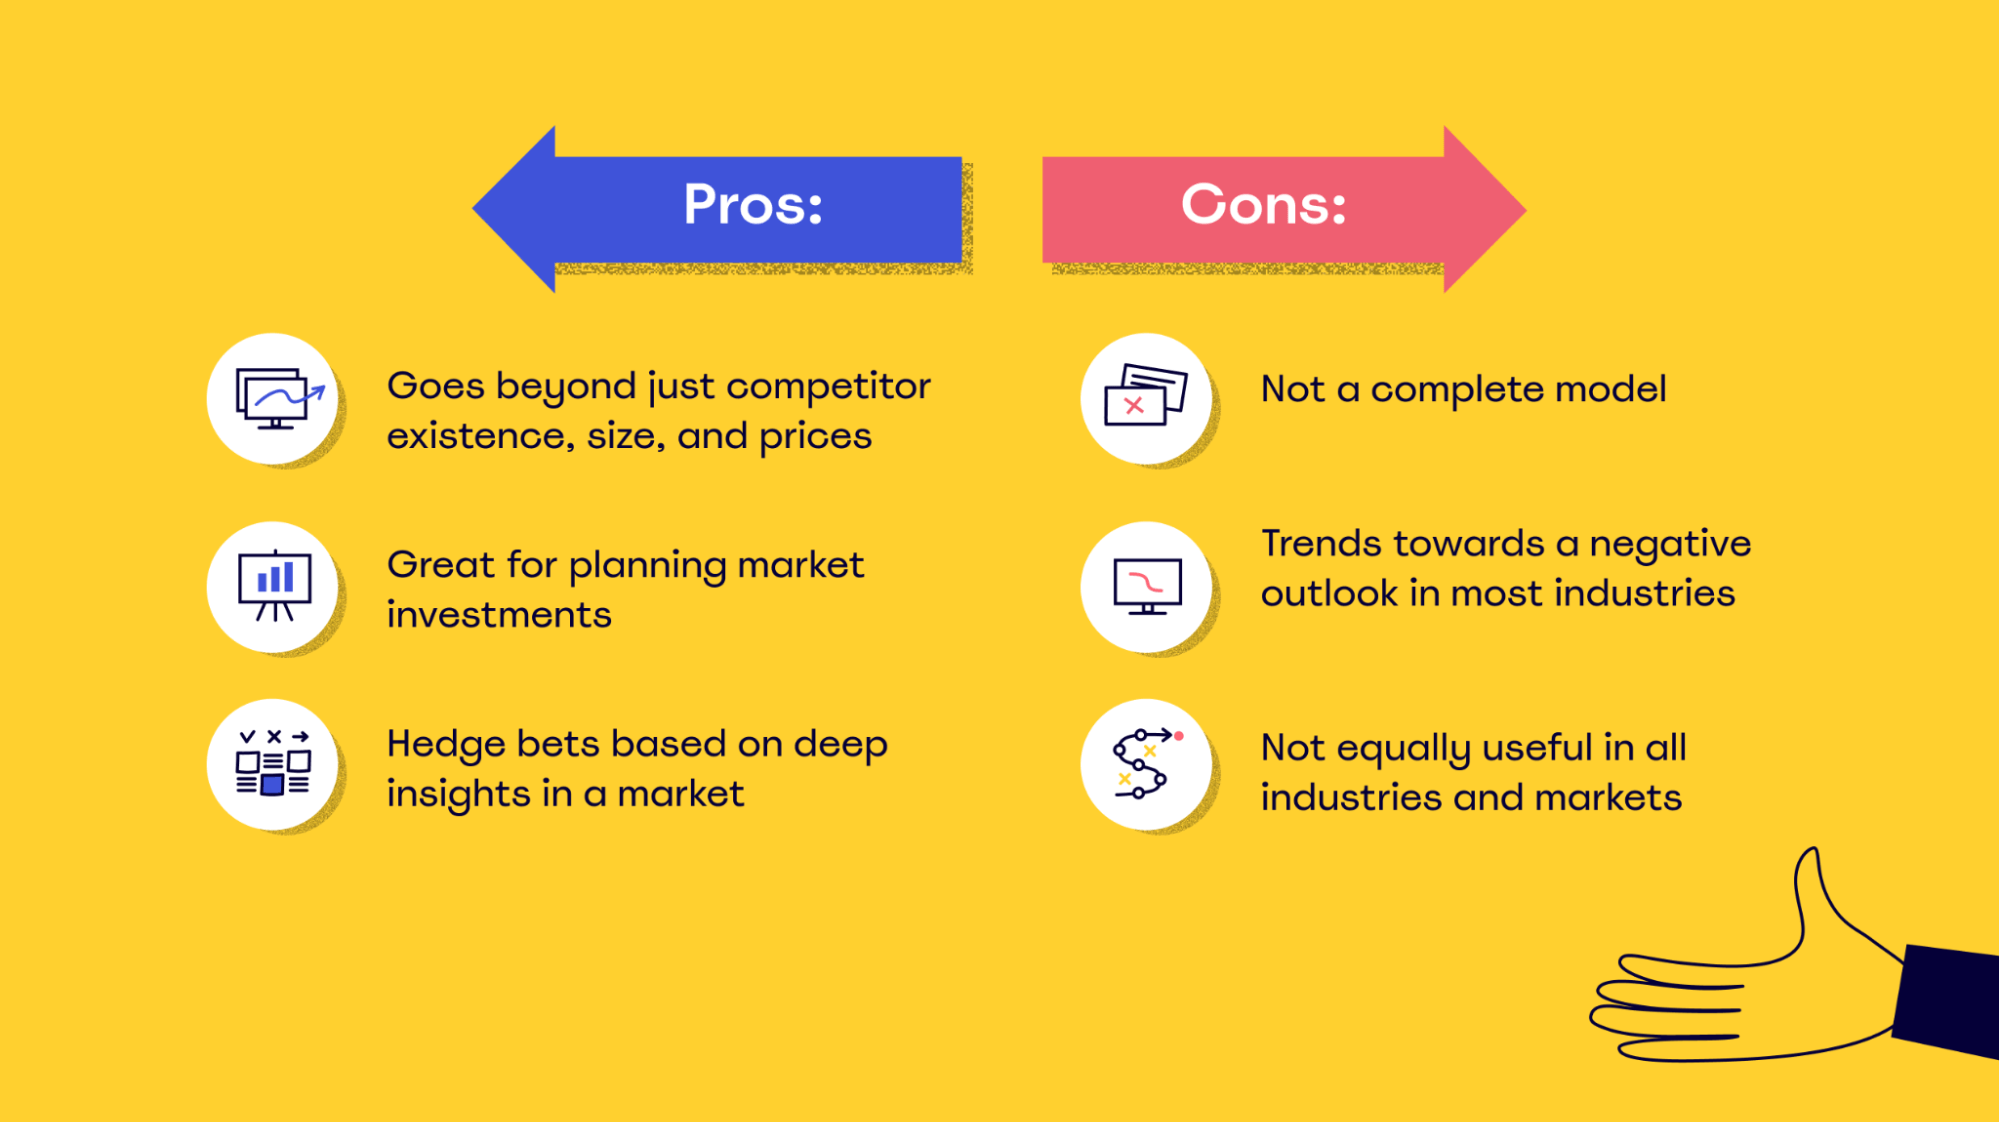 Pros:
Goes beyond just competitor
existence, size, and prices
Great for planning market
investments
Hedge bets based on deep
insights in a market
Cons:
Not a complete model
Trends towards a negative
outlook in most industries
Not equally useful in all
industries and markets